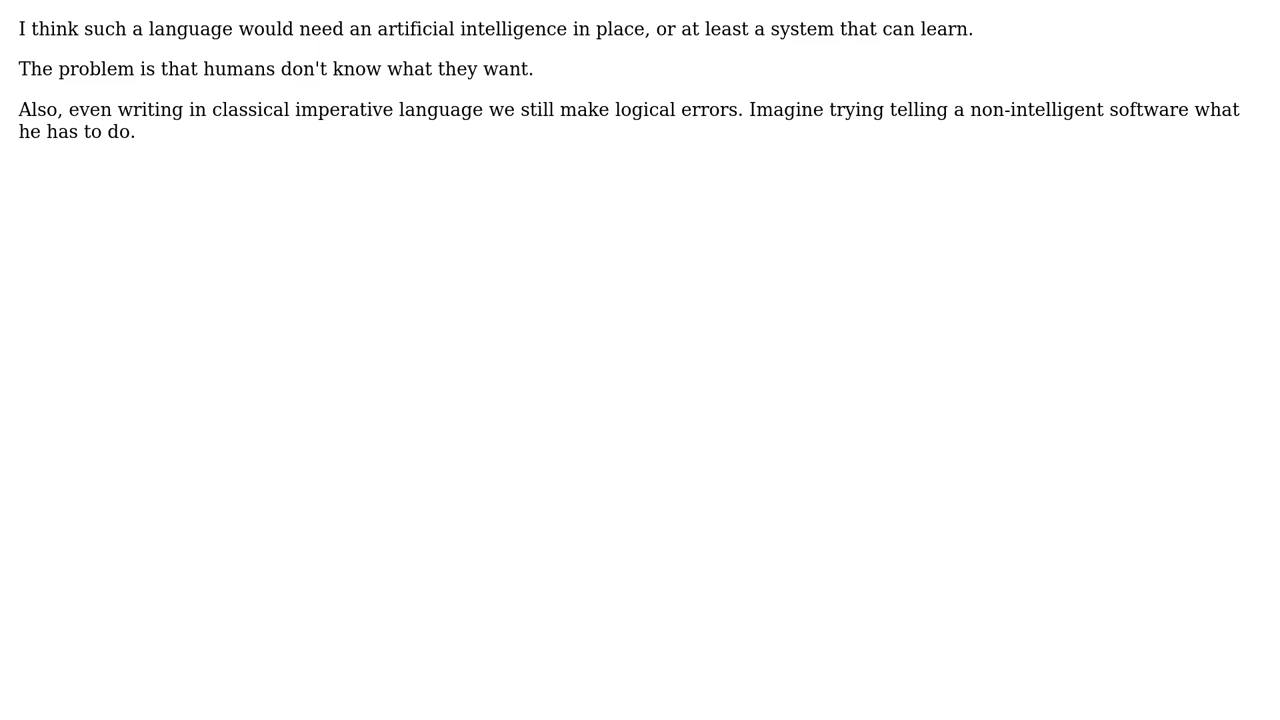 I think such a language would need an artificial intelligence in place, or at least a system that can learn.
The problem is that humans don't know what they want.
Also, even writing in classical imperative language we still make logical errors. Imagine trying telling a non-intelligent software what
he has to do.